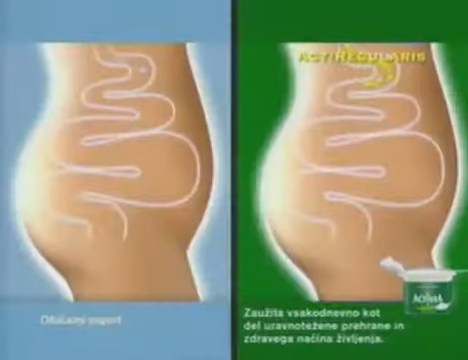 ACTIREGULARIS
Običajni jogurt
Zaužita vsakodnevno kot
del uravnotežene prehrane in
zdravega načina življenja.
ACTIVIA